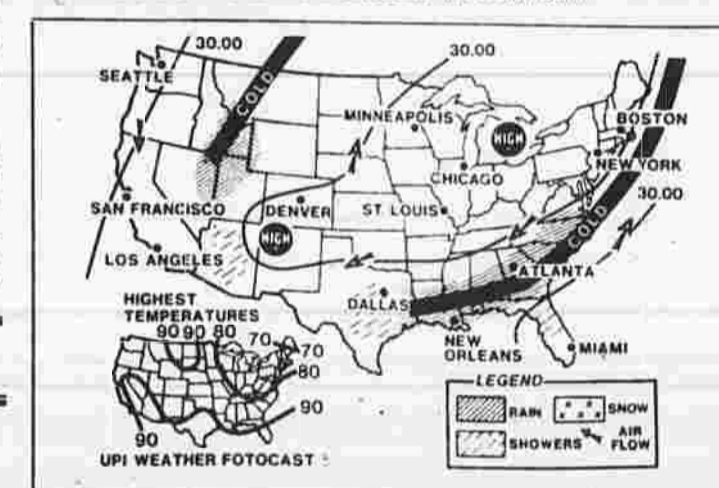 30.00
30.00
SEATTLE
COLD
MINNEAPOLIS
HIGH
BOSTON
NEW YORK
CHICAGO
30.00
SAN FRANCISCO
DENVER
ST. LOUIS
COLD
HIGH
LOS ANGELES
ATLANTA
DALLAS
HIGHEST
TEMPERATURES
90 90 80
70
70
80
90
90
NEW
ORLEANS
MIAMI
LEGEND
RAIN
SNOW
SHOWERS
AIR
FLOW
UPI WEATHER FOTOCAST